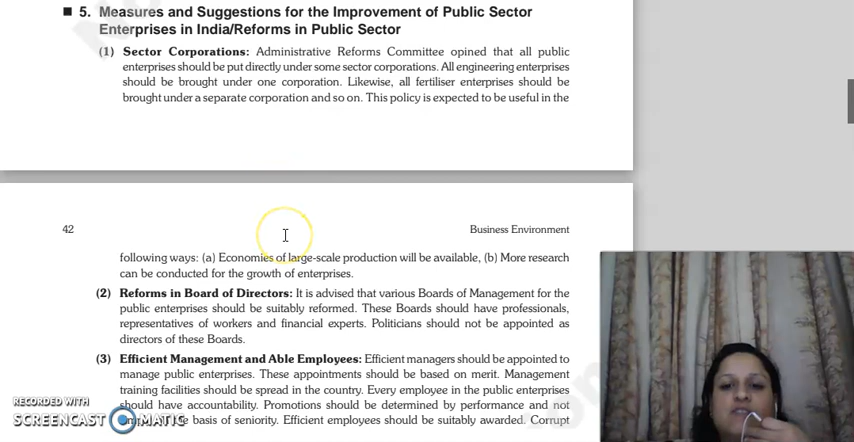 ■ 5. Measures and Suggestions for the Improvement of Public Sector
Enterprises in India/Reforms in Public Sector
(1) Sector Corporations: Administrative Reforms Committee opined that all public
enterprises should be put directly under some sector corporations. All engineering enterprises
should be brought under one corporation. Likewise, all fertiliser enterprises should be
brought under a separate corporation and so on. This policy is expected to be useful in the
42
Business Environment
following ways: (a) Economies of large-scale production will be available, (b) More research
can be conducted for the growth of enterprises.
(2) Reforms in Board of Directors: It is advised that various Boards of Management for the
public enterprises should be suitably reformed. These Boards should have professionals,
representatives of workers and financial experts. Politicians should not be appointed as
directors of these Boards.
(3) Efficient Management and Able Employees: Efficient managers should be appointed to
manage public enterprises. These appointments should be based on merit. Management
training facilities should be spread in the country. Every employee in the public enterprises
should have accountability. Promotions should be determined by performance and not
basis of seniority. Efficient employees should be suitably awarded. Corrupt
RECORDED WITH
SCREENCAST MATIC